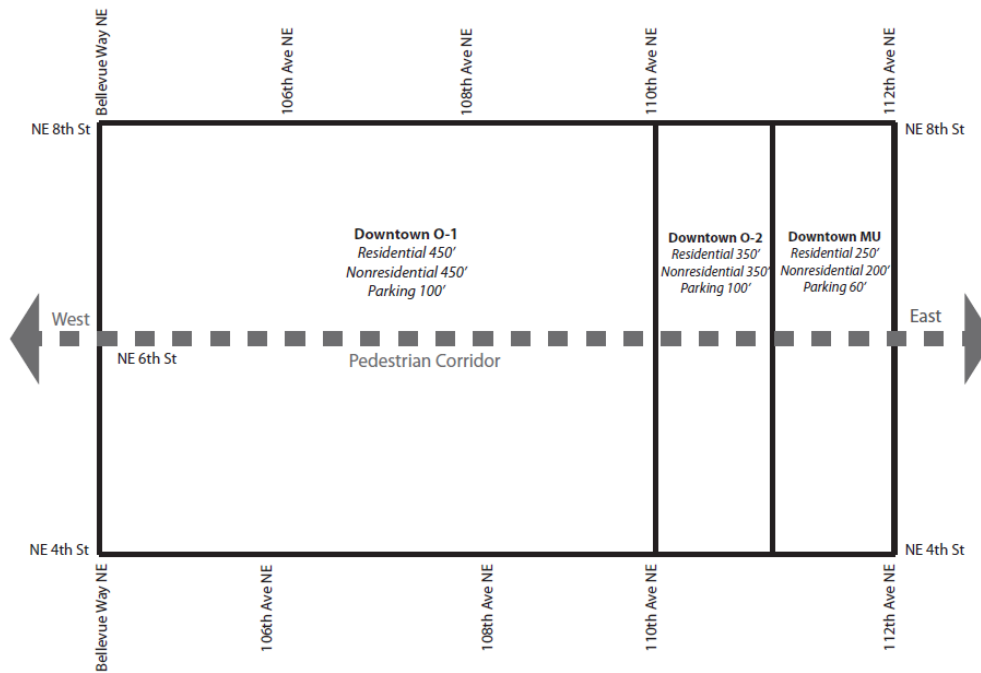 Bellevue Way NE
106th Ave NE
108th Ave NE
110th Ave NE
112th Ave NE
NE 8th St
NE 8th St
Downtown O-1
Residential 450’
Nonresidential 450’
Parking 100’
Downtown O-2
Residential 350’
Nonresidential 350’
Parking 100’
Downtown MU
Residential 250’
Nonresidential 200’
Parking 60’
West
East
NE 6th St
Pedestrian Corridor
NE 4th St
NE 4th St
Bellevue Way NE
106th Ave NE
108th Ave NE
110th Ave NE
112th Ave NE